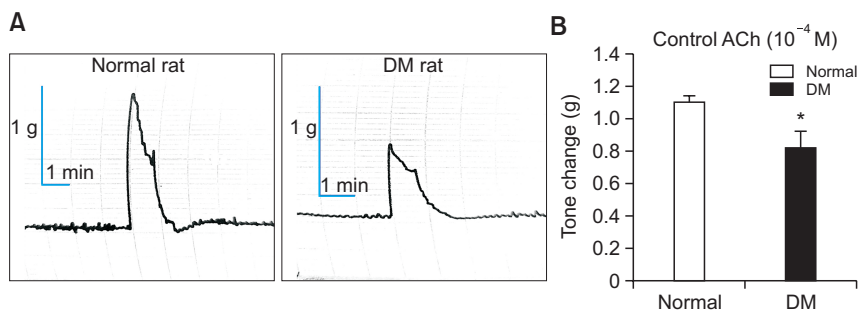 A
Normal rat
1 g
1 min
DM rat
1 g
1 min
B
Control ACh (10⁻⁴ M)
Normal
DM
Tone change (g)
1.4
1.2
1.0
0.8
0.6
0.4
0.2
0
*
Normal
DM